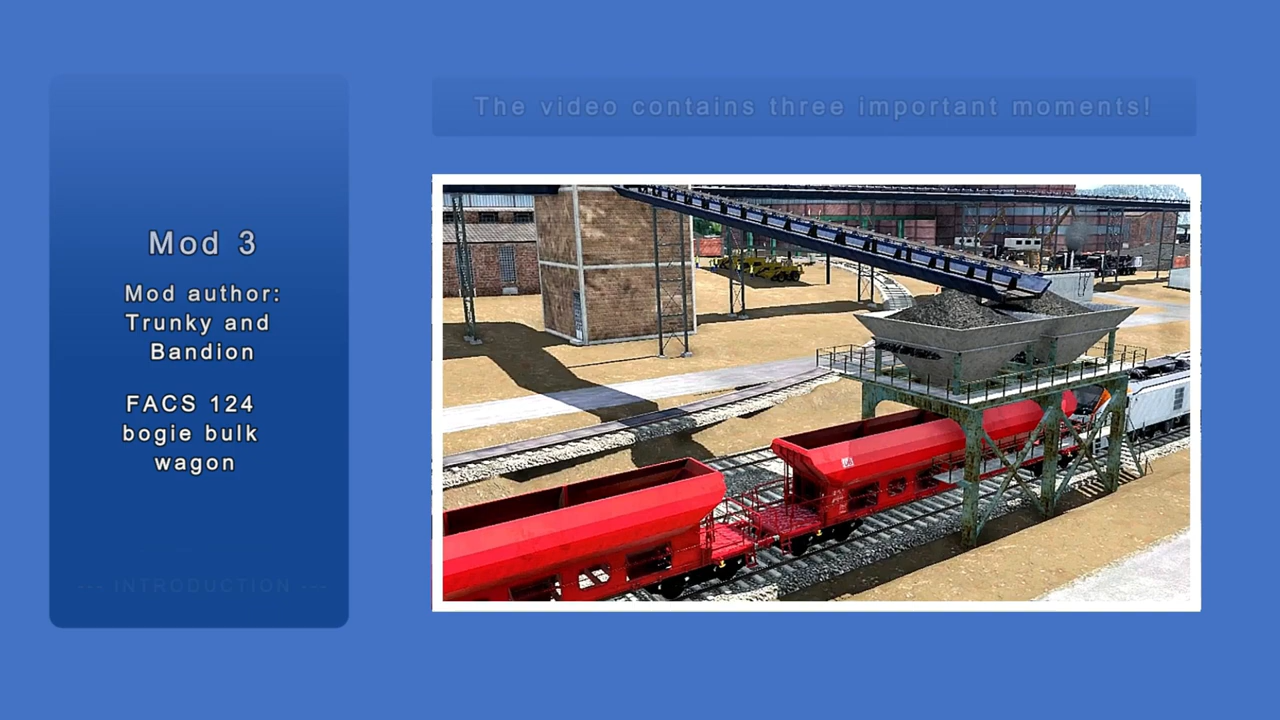 The video contains three important moments!
Mod 3
Mod author:
Trunky and
Bandion
FACS 124
bogie bulk
wagon
--- INTRODUCTION ---